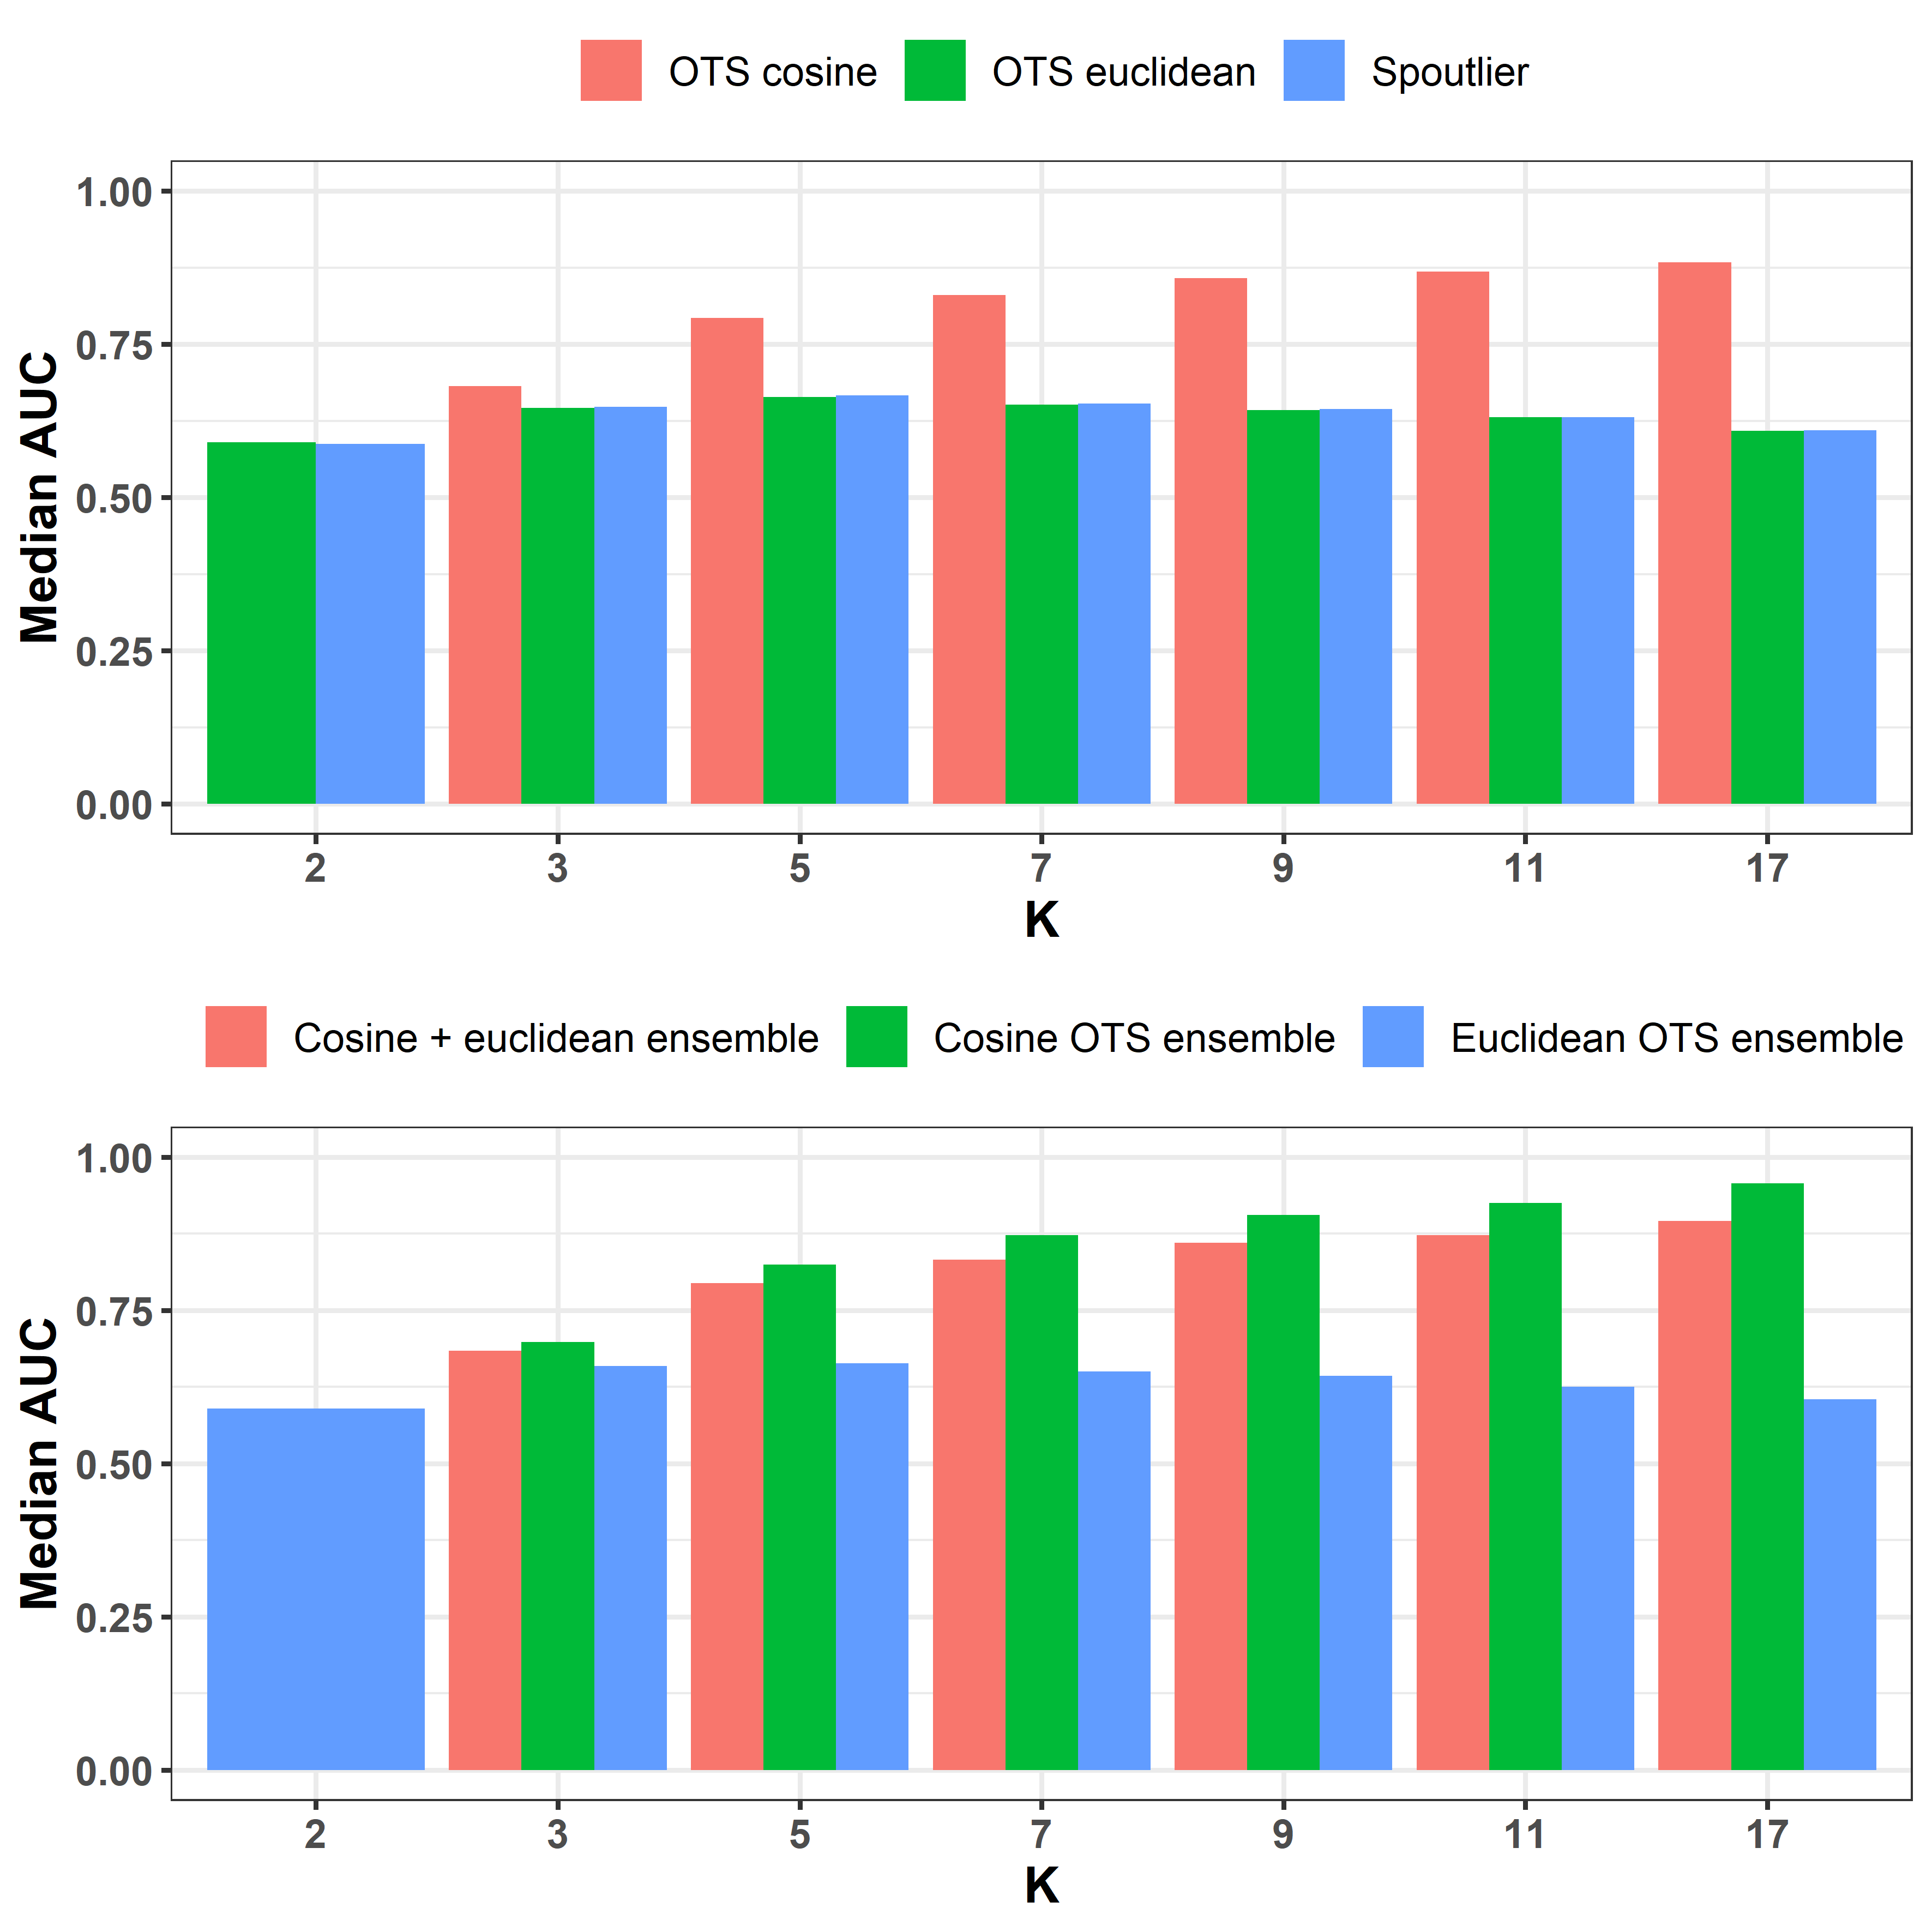 OTS cosine OTS euclidean Spoutlier
Median AUC
1.00
0.75
0.50
0.25
0.00
2 3 5 7 9 11 17
K
Cosine + euclidean ensemble Cosine OTS ensemble Euclidean OTS ensemble
Median AUC
1.00
0.75
0.50
0.25
0.00
2 3 5 7 9 11 17
K